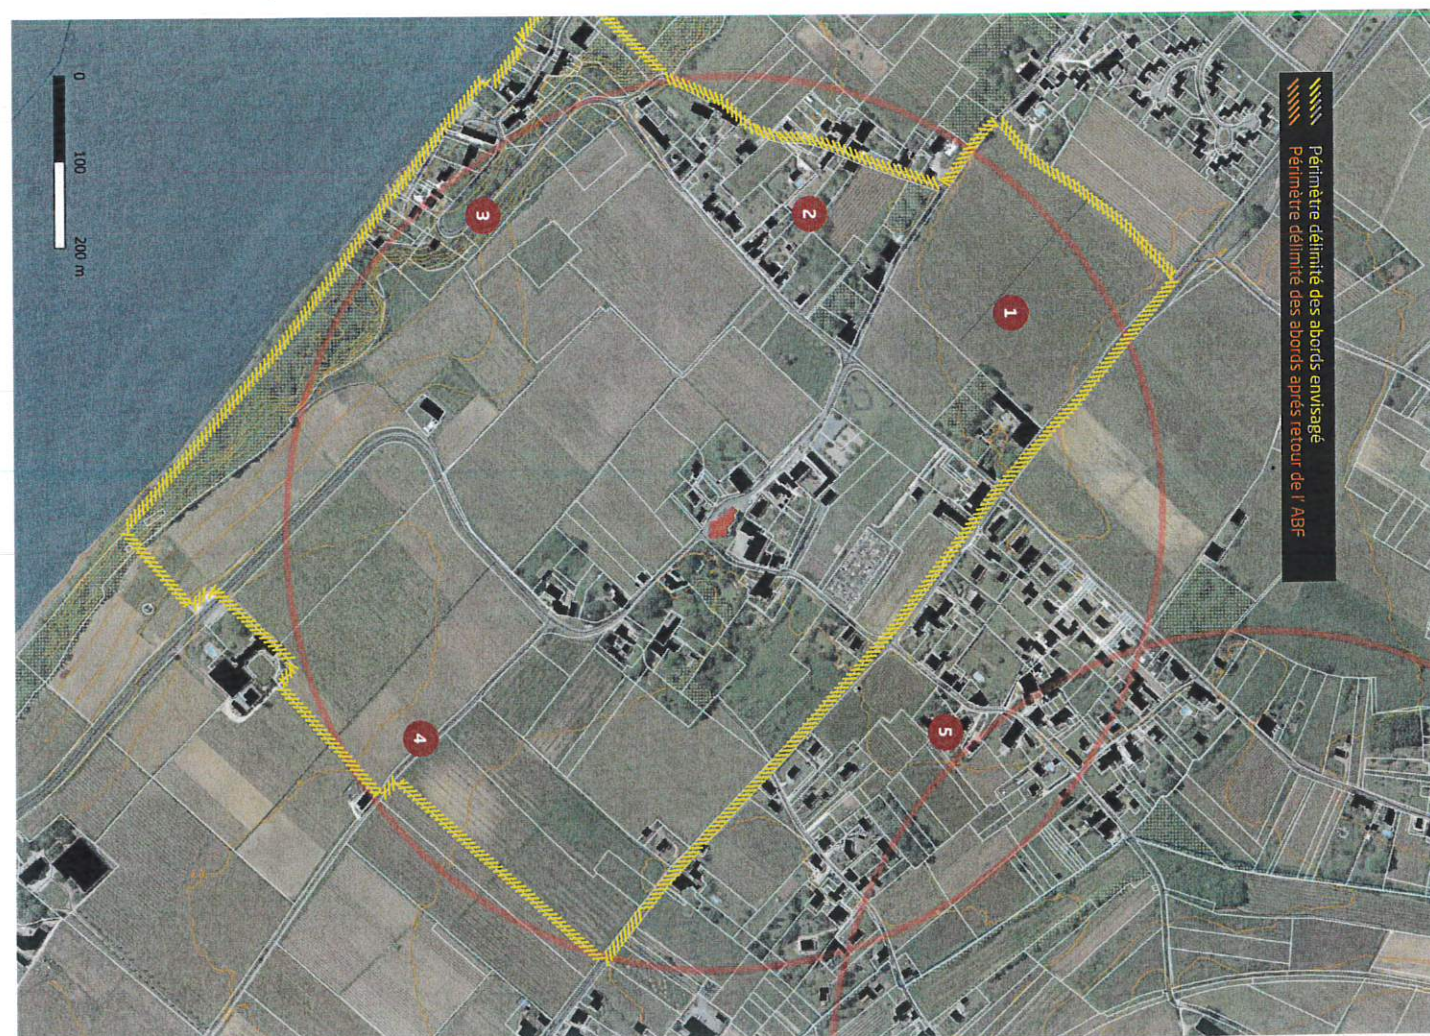 Périmètre délimité des abords envisagé
Périmètre délimité des abords après retour de l' ABF
1
2
3
4
5
0
100
200 m